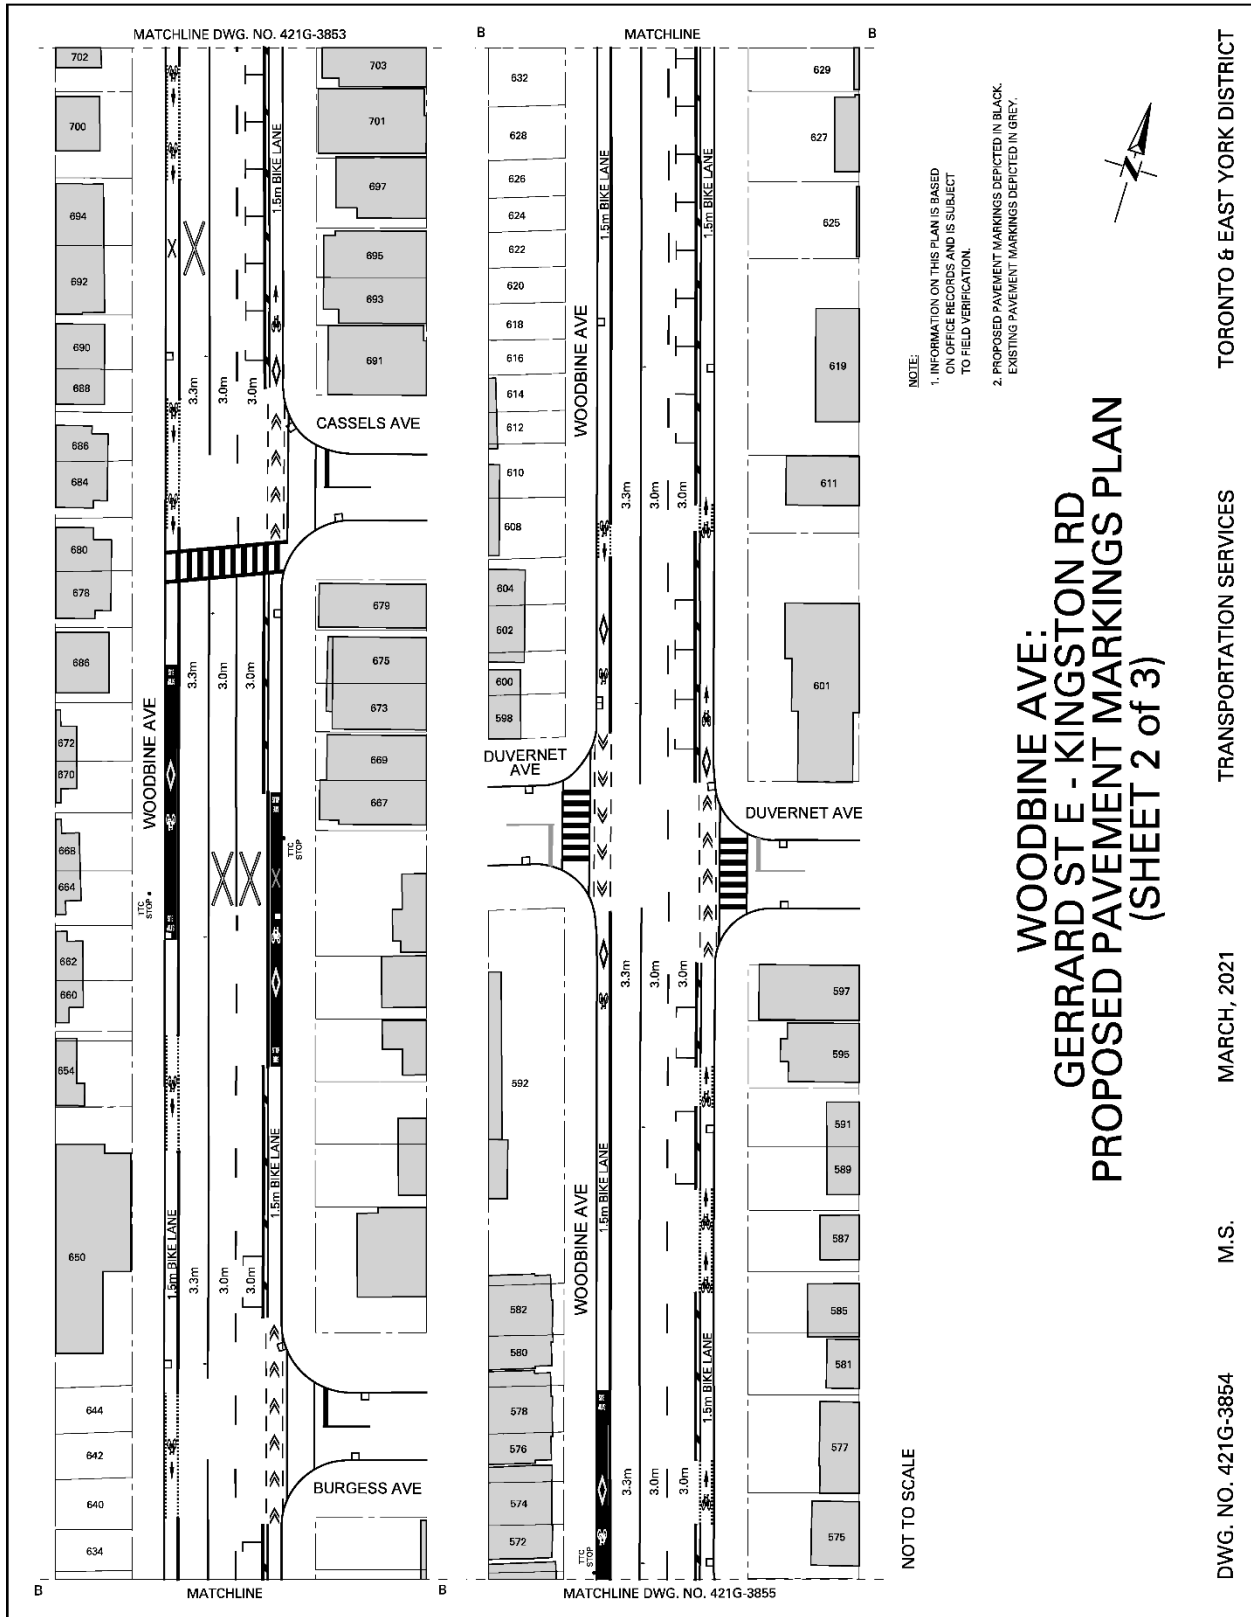 MATCHLINE DWG. NO. 421G-3853
702
700
694
692
690
688
686
684
680
678
686
672
670
668
664
662
660
654
650
644
642
640
634
WOODBINE AVE
TTC
STOP
1.5m BIKE LANE
3.3m
3.0m
3.0m
3.3m
3.0m
3.0m
3.3m
3.0m
3.0m
1.5m BIKE LANE
1.5m BIKE LANE
TTC
STOP
703
701
697
695
693
691
CASSELS AVE
679
675
673
669
667
BURGESS AVE
B
MATCHLINE
B
B
MATCHLINE
B
632
628
626
624
622
620
618
616
614
612
610
608
604
602
600
598
DUVERNET
AVE
592
582
580
578
576
574
572
WOODBINE AVE
WOODBINE AVE
TTC
STOP
1.5m BIKE LANE
1.5m BIKE LANE
3.3m
3.0m
3.0m
3.3m
3.0m
3.0m
3.3m
3.0m
3.3m
3.0m
1.5m BIKE LANE
1.5m BIKE LANE
629
627
625
619
611
601
DUVERNET AVE
597
595
591
589
587
585
581
577
575
MATCHLINE DWG. NO. 421G-3855
NOTE:
1. INFORMATION ON THIS PLAN IS BASED
ON OFFICE RECORDS AND IS SUBJECT
TO FIELD VERIFICATION.
2. PROPOSED PAVEMENT MARKINGS DEPICTED IN BLACK.
EXISTING PAVEMENT MARKINGS DEPICTED IN GREY.
N
NOT TO SCALE
WOODBINE AVE:
GERRARD ST E - KINGSTON RD
PROPOSED PAVEMENT MARKINGS PLAN
(SHEET 2 of 3)
DWG. NO. 421G-3854
M.S.
MARCH, 2021
TRANSPORTATION SERVICES
TORONTO & EAST YORK DISTRICT